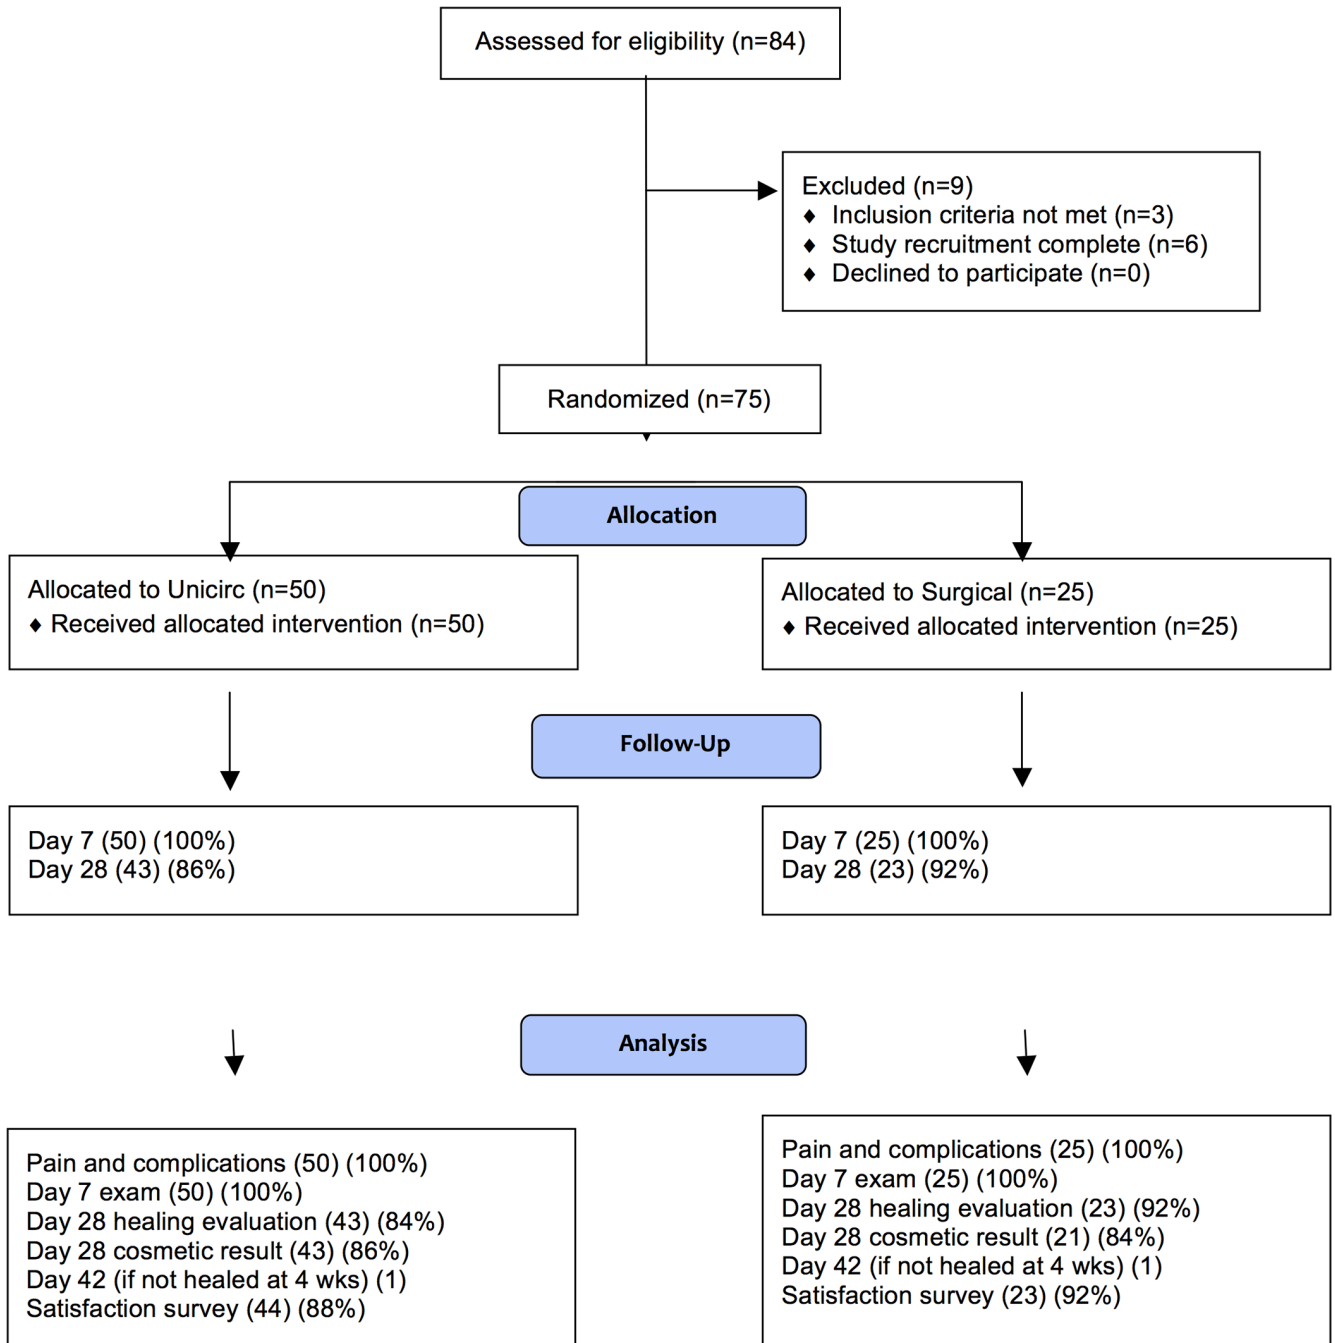 Assessed for eligibility (n=84)
Excluded (n=9)
♦ Inclusion criteria not met (n=3)
♦ Study recruitment complete (n=6)
♦ Declined to participate (n=0)
Randomized (n=75)
Allocation
Allocated to Unicirc (n=50)
♦ Received allocated intervention (n=50)
Allocated to Surgical (n=25)
♦ Received allocated intervention (n=25)
Follow-Up
Day 7 (50) (100%)
Day 28 (43) (86%)
Day 7 (25) (100%)
Day 28 (23) (92%)
Analysis
Pain and complications (50) (100%)
Day 7 exam (50) (100%)
Day 28 healing evaluation (43) (84%)
Day 28 cosmetic result (43) (86%)
Day 42 (if not healed at 4 wks) (1)
Satisfaction survey (44) (88%)
Pain and complications (25) (100%)
Day 7 exam (25) (100%)
Day 28 healing evaluation (23) (92%)
Day 28 cosmetic result (21) (84%)
Day 42 (if not healed at 4 wks) (1)
Satisfaction survey (23) (92%)